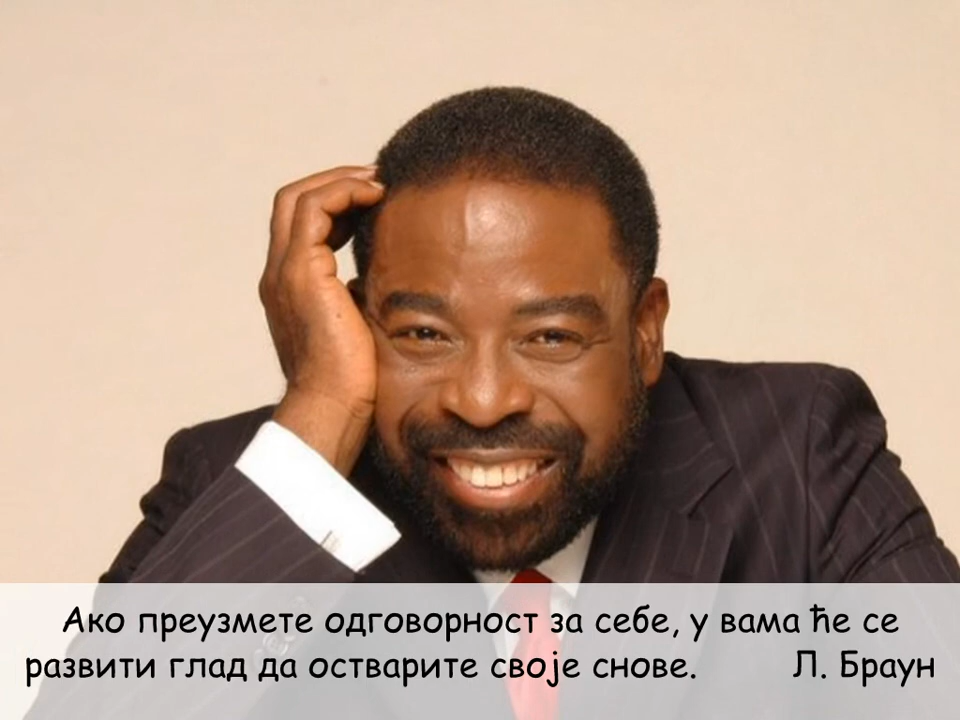 Ако преузмете одговорност за себе, у вама ће се
развити глад да остварите своје снове. Л. Браун